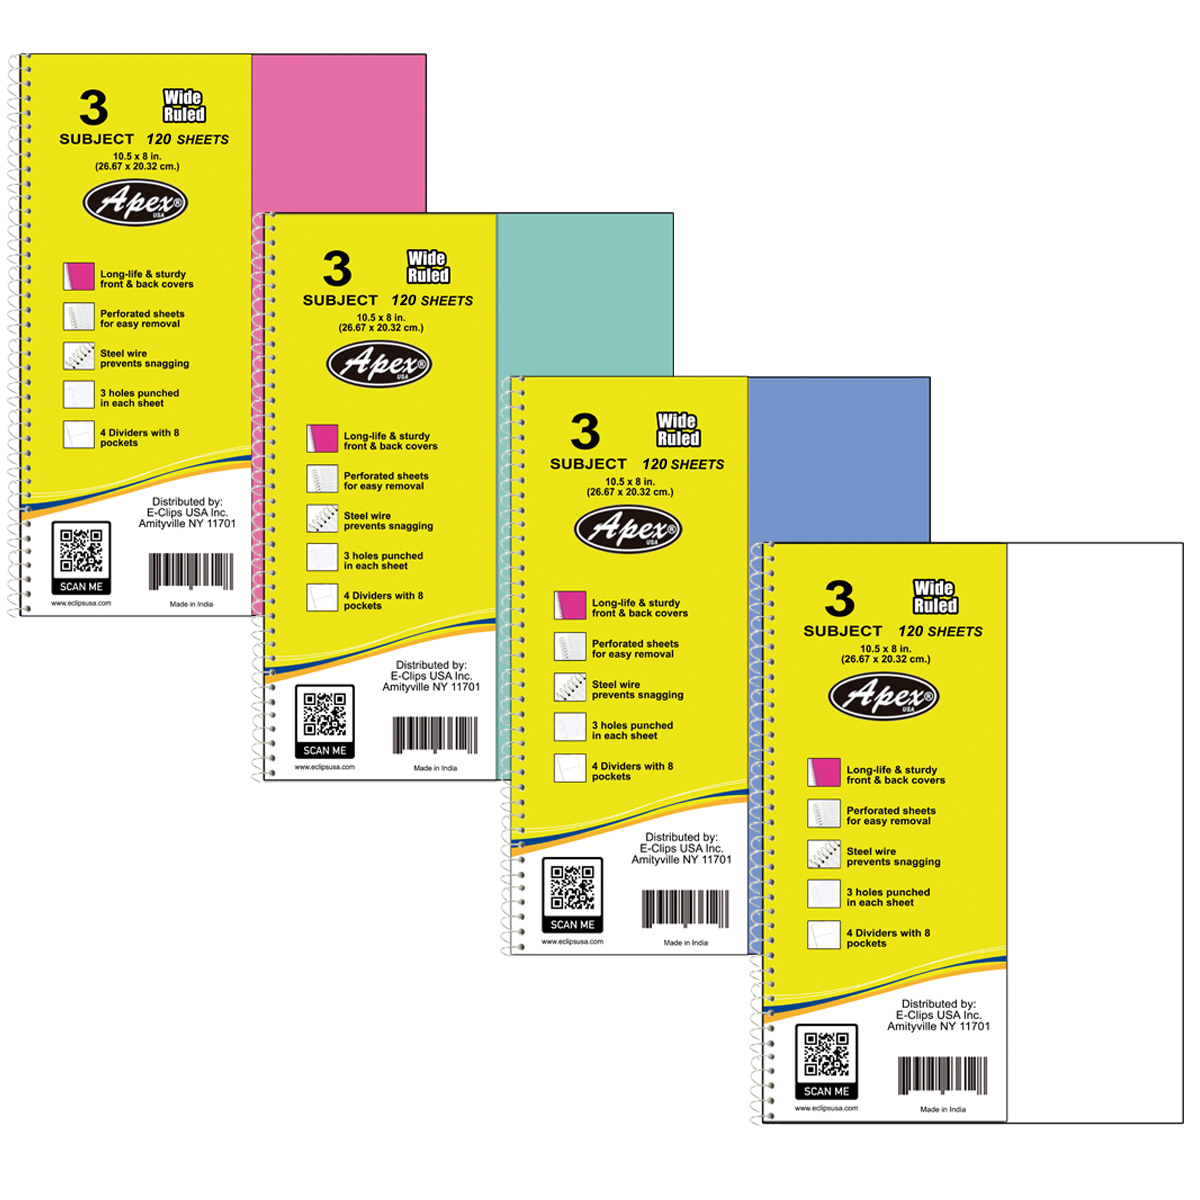 3
Wide
Ruled
SUBJECT 120 SHEETS
10.5 x 8 in.
(26.67 x 20.32 cm.)
Apex®
USA
Long-life & sturdy
front & back covers
Perforated sheets
for easy removal
Steel wire
prevents snagging
3 holes punched
in each sheet
4 Dividers with 8
pockets
Distributed by:
E-Clips USA Inc.
Amityville NY 11701
SCAN ME
www.eclipsusa.com
Made in India
3
Wide
Ruled
SUBJECT 120 SHEETS
10.5 x 8 in.
(26.67 x 20.32 cm.)
Apex®
USA
Long-life & sturdy
front & back covers
Perforated sheets
for easy removal
Steel wire
prevents snagging
3 holes punched
in each sheet
4 Dividers with 8
pockets
Distributed by:
E-Clips USA Inc.
Amityville NY 11701
SCAN ME
www.eclipsusa.com
Made in India
3
Wide
Ruled
SUBJECT 120 SHEETS
10.5 x 8 in.
(26.67 x 20.32 cm.)
Apex®
USA
Long-life & sturdy
front & back covers
Perforated sheets
for easy removal
Steel wire
prevents snagging
3 holes punched
in each sheet
4 Dividers with 8
pockets
Distributed by:
E-Clips USA Inc.
Amityville NY 11701
SCAN ME
www.eclipsusa.com
Made in India
3
Wide
Ruled
SUBJECT 120 SHEETS
10.5 x 8 in.
(26.67 x 20.32 cm.)
Apex®
USA
Long-life & sturdy
front & back covers
Perforated sheets
for easy removal
Steel wire
prevents snagging
3 holes punched
in each sheet
4 Dividers with 8
pockets
Distributed by:
E-Clips USA Inc.
Amityville NY 11701
SCAN ME
www.eclipsusa.com
Made in India